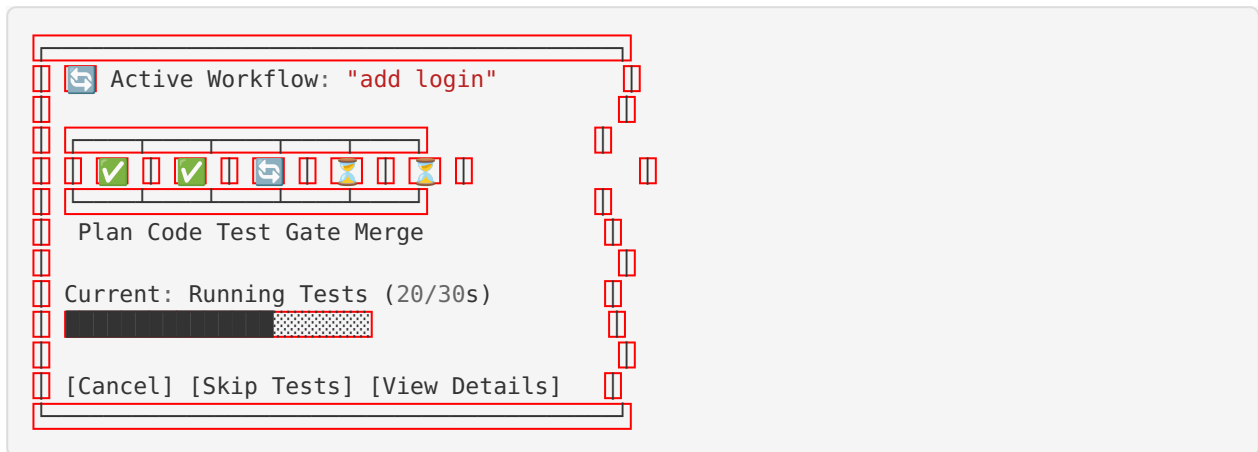 🔄 Active Workflow: "add login"
✅ ✅ 🔄 ⏳ ⏳
Plan Code Test Gate Merge
Current: Running Tests (20/30s)
[Cancel] [Skip Tests] [View Details]